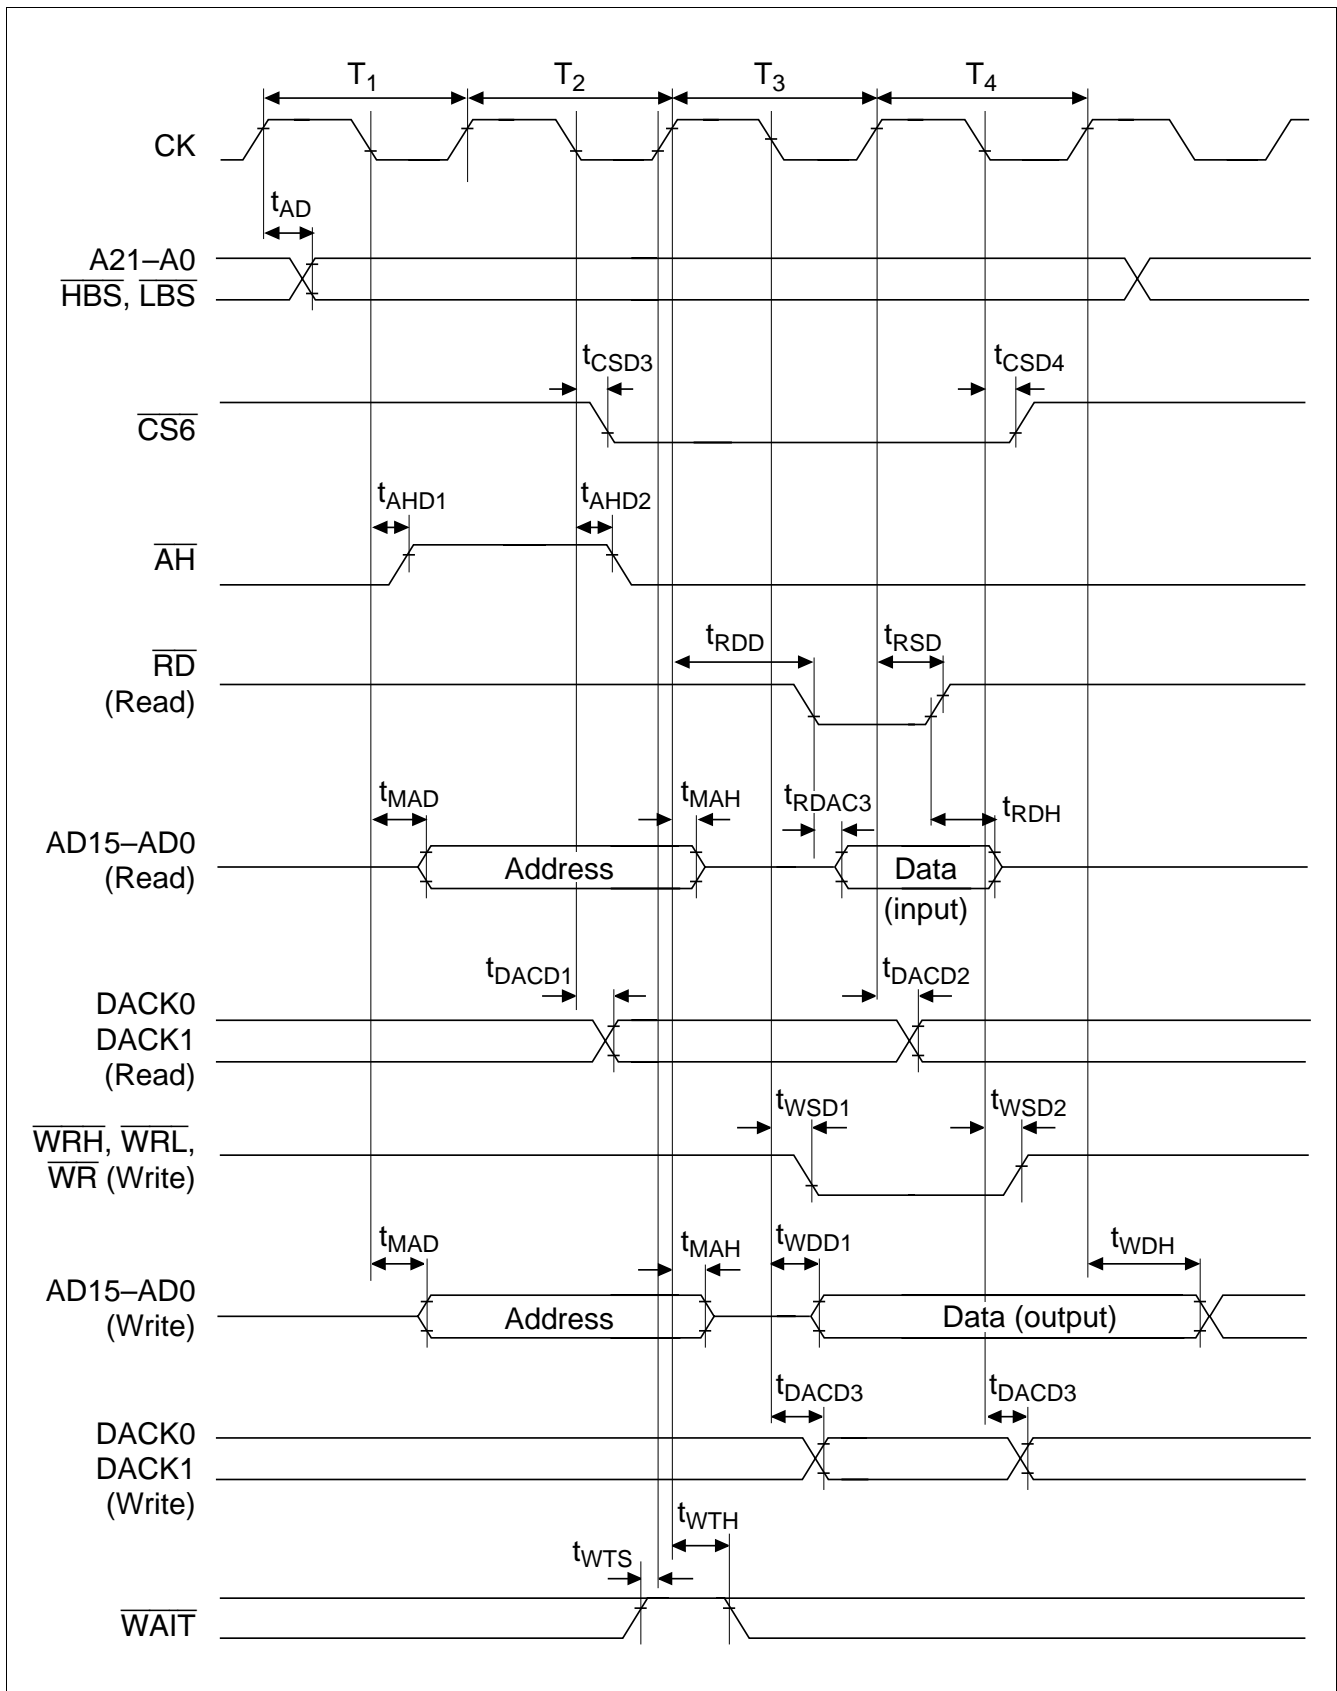 T1 T2 T3 T4
CK
tAD
A21–A0
HBS, LBS
tCSD3 tCSD4
CS6
tAHD1 tAHD2
AH
tRDD tRSD
RD
(Read)
tMAD tMAH tRDAC3 tRDH
AD15–AD0
(Read)
Address Data
(input)
tDACD1 tDACD2
DACK0
DACK1
(Read)
tWSD1 tWSD2
WRH, WRL,
WR (Write)
tMAD tMAH tWDD1 tWDH
AD15–AD0
(Write)
Address Data (output)
tDACD3 tDACD3
DACK0
DACK1
(Write)
tWTH
tWTS
WAIT